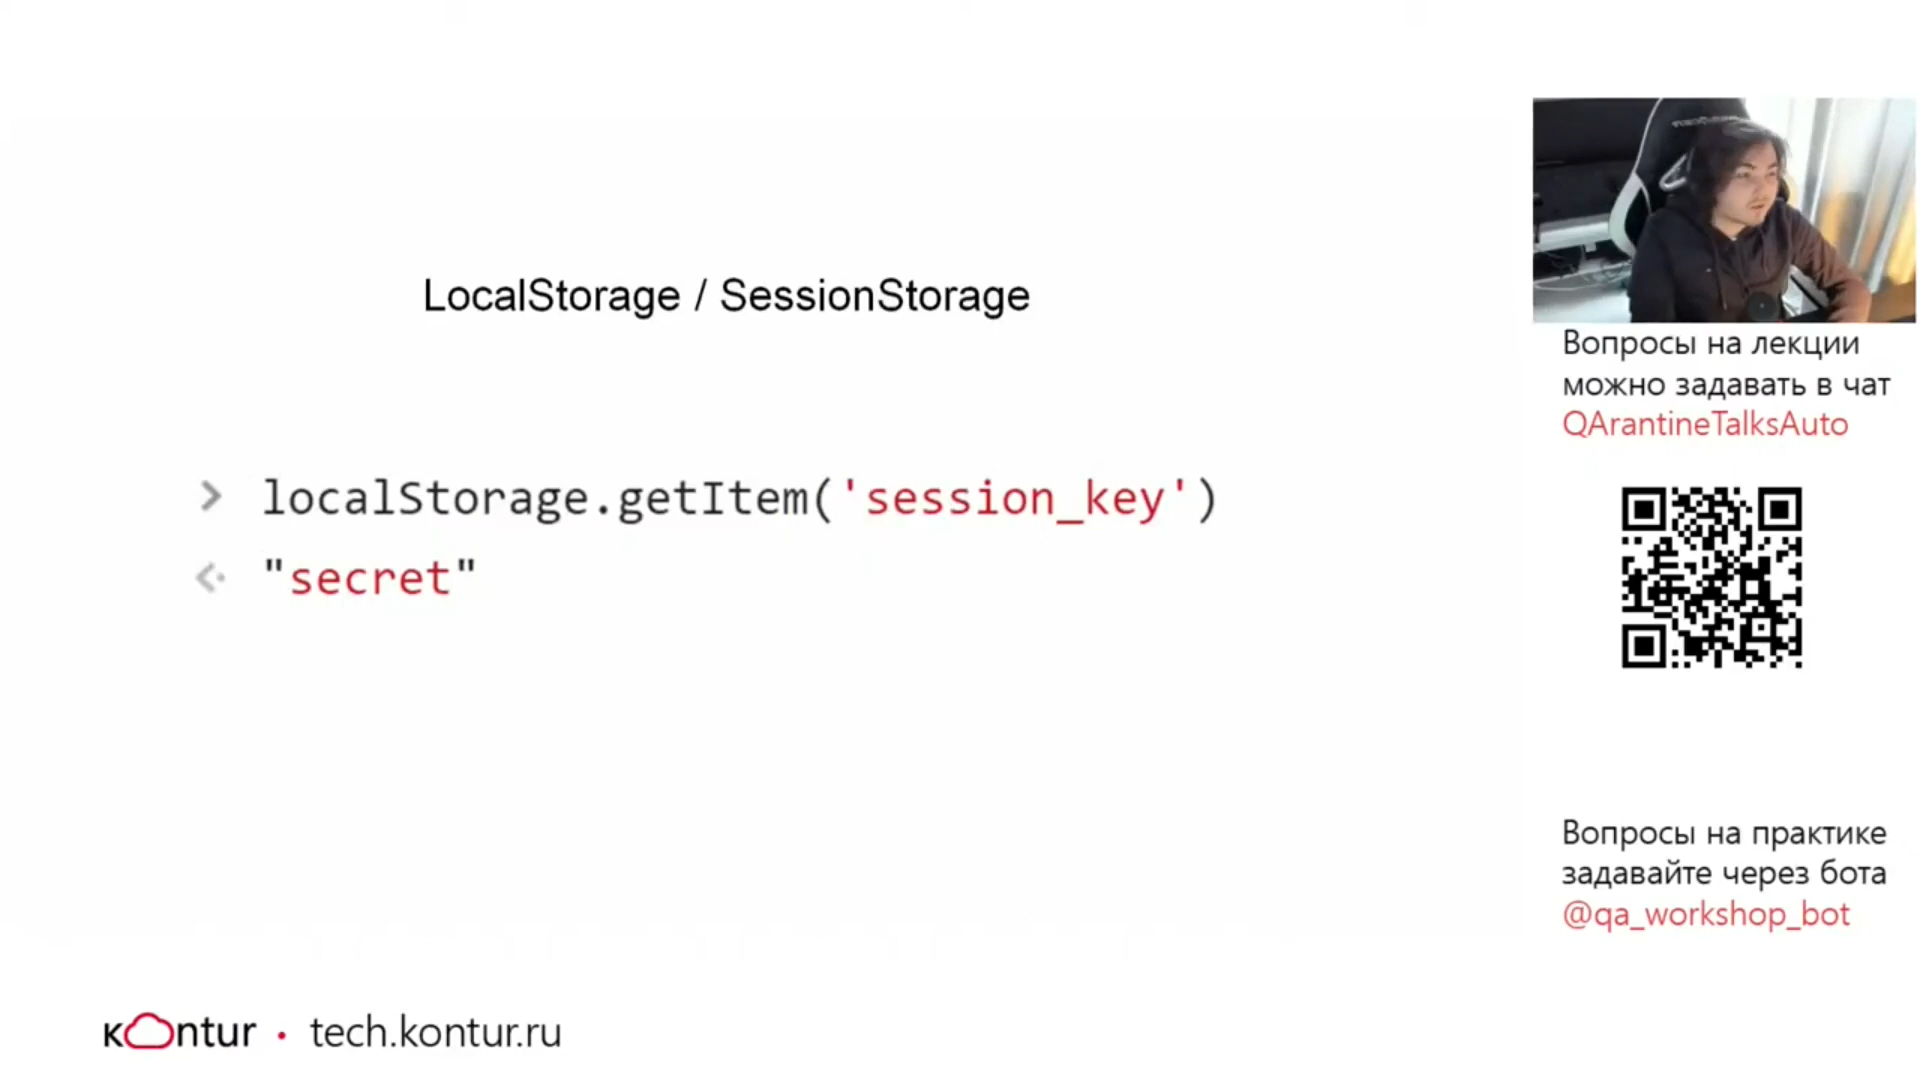 LocalStorage / SessionStorage
> localStorage.getItem('session_key')
"secret"
Вопросы на лекции
можно задавать в чат
QArantineTalksAuto
Вопросы на практике
задавайте через бота
@qa_workshop_bot
кontur • tech.kontur.ru